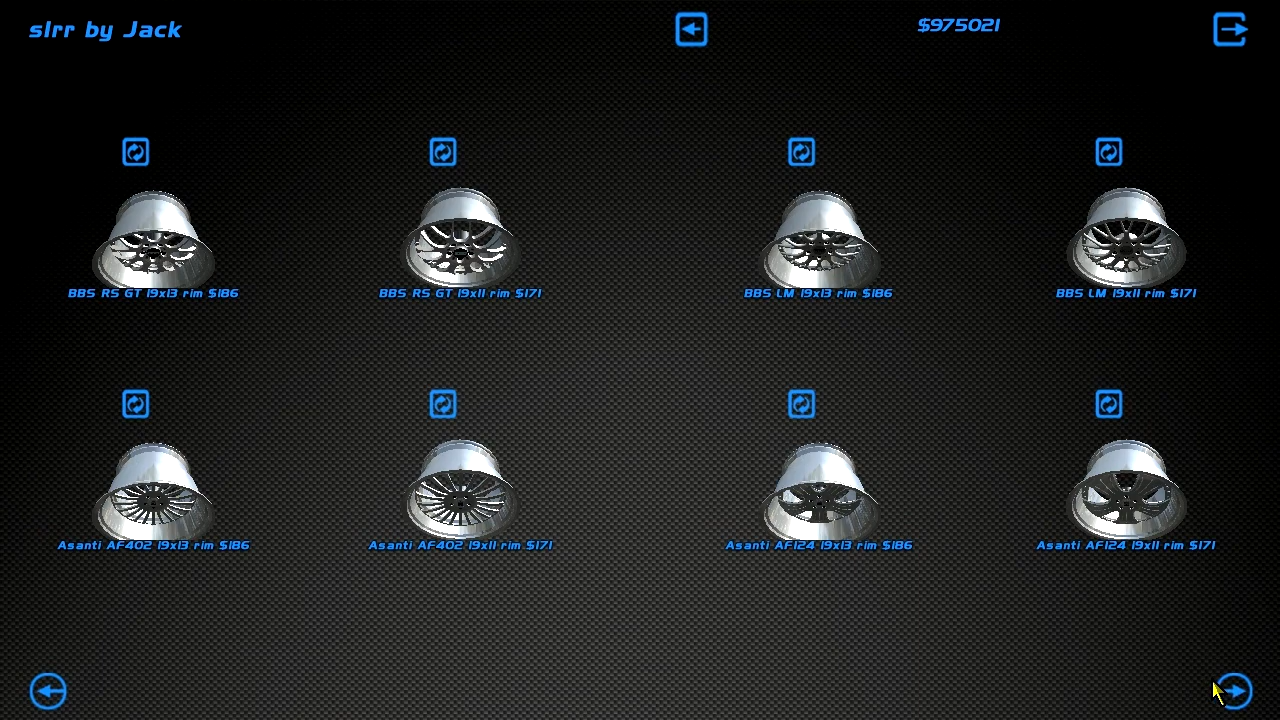 slrr by Jack
$975021
BBS RS GT 19x13 rim $186
BBS RS GT 19x11 rim $171
BBS LM 19x13 rim $186
BBS LM 19x11 rim $171
Asanti AF402 19x13 rim $186
Asanti AF402 19x11 rim $171
Asanti AF124 19x13 rim $186
Asanti AF124 19x11 rim $171